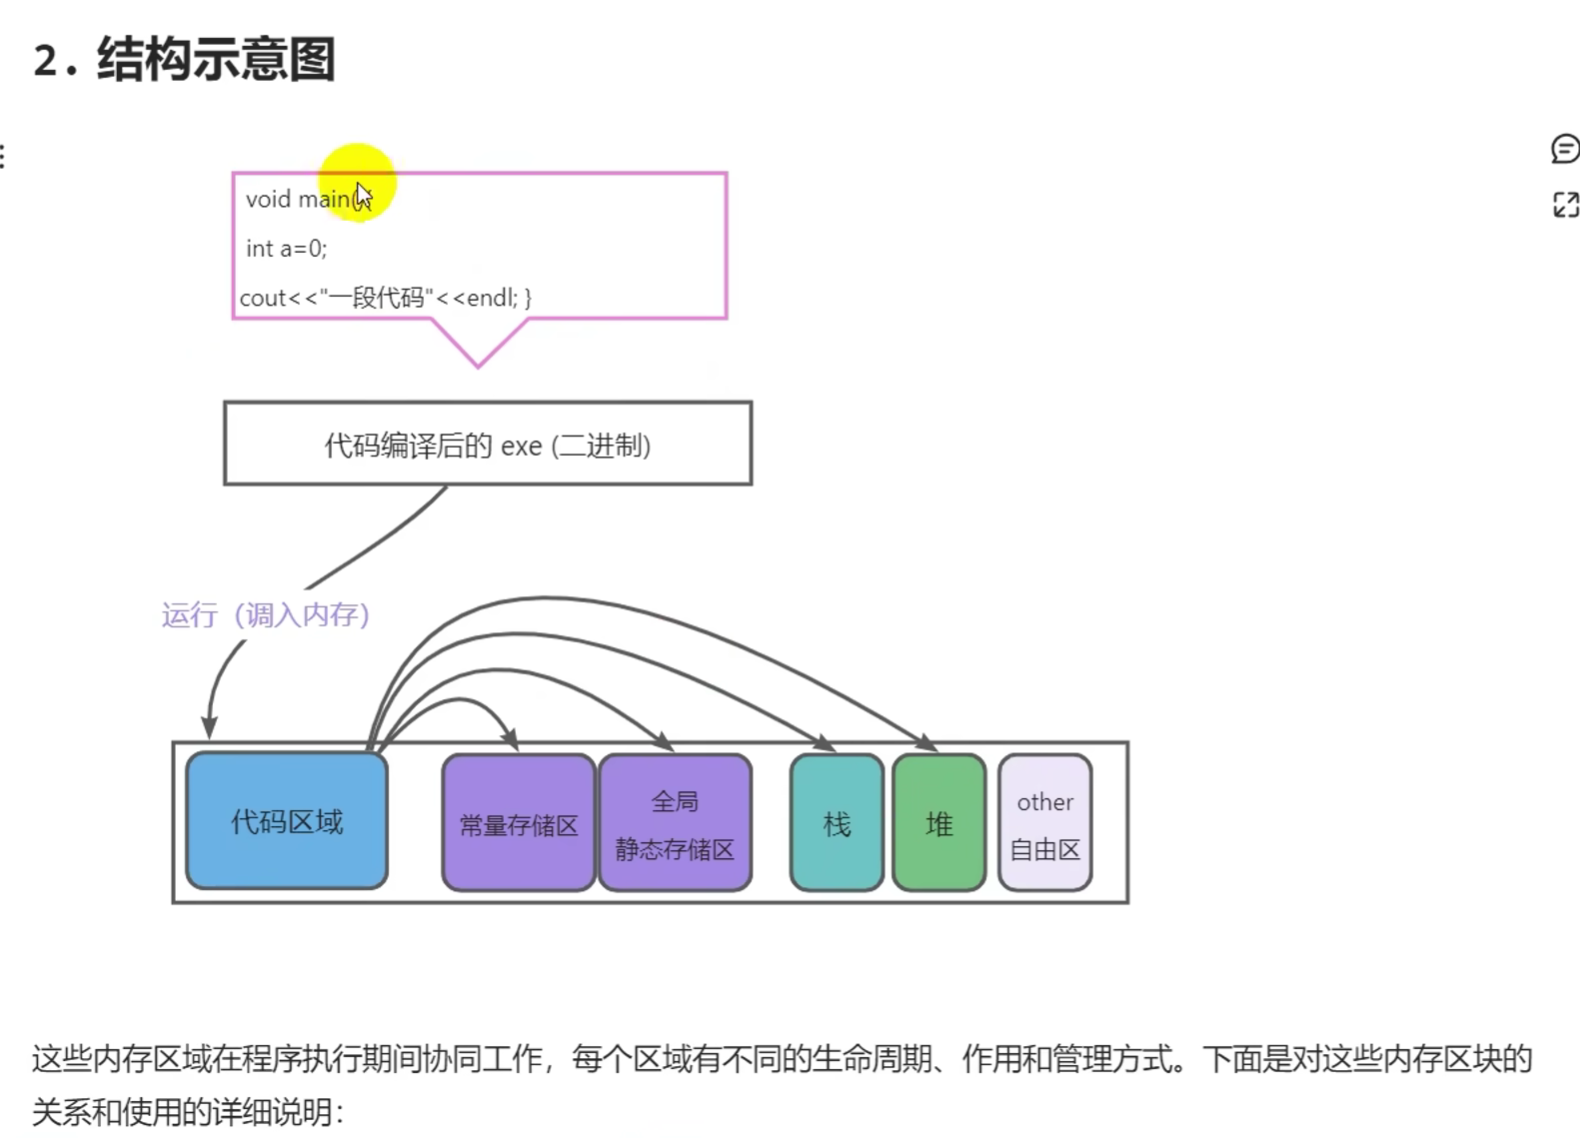 2. 结构示意图
void main(){
int a=0;
cout<<"一段代码"<<endl; }
代码编译后的 exe (二进制)
运行（调入内存）
代码区域
常量存储区
全局
静态存储区
栈
堆
other
自由区
这些内存区域在程序执行期间协同工作，每个区域有不同的生命周期、作用和管理方式。下面是对这些内存区块的
关系和使用的详细说明：